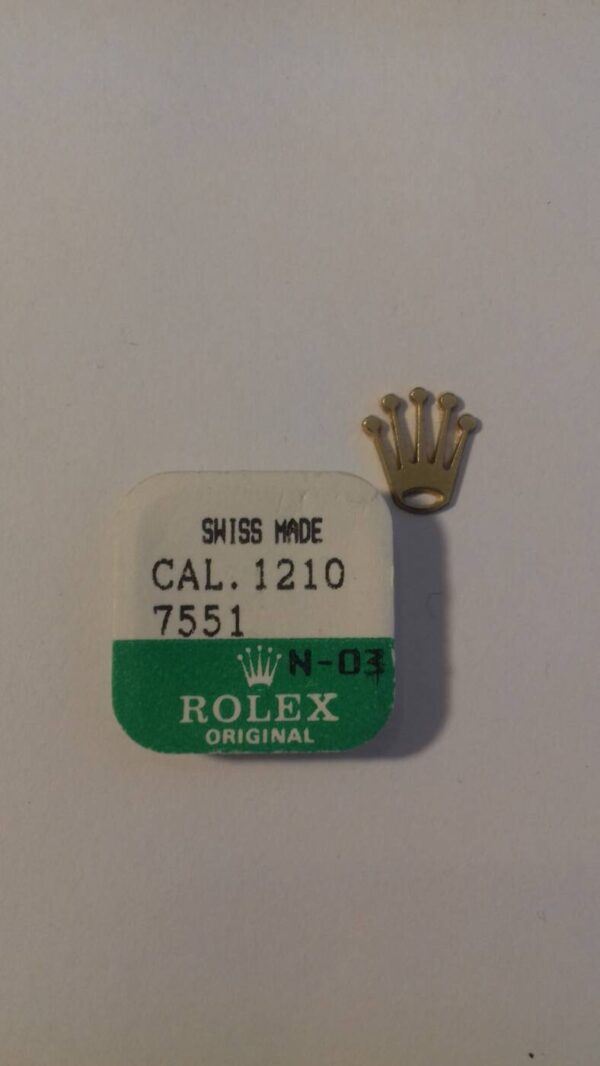 SWISS MADE
CAL. 1210
7551
N-03
ROLEX
ORIGINAL